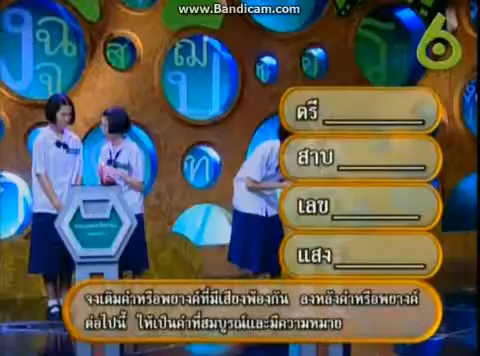 www.Bandicam.com
6
ตรี
สาบ
เลข
แสง
จงเติมคำหรือพยางค์ที่มีเสียงพ้องกัน ลงหลังคำหรือพยางค์
ต่อไปนี้ ให้เป็นคำที่สมบูรณ์และมีความหมาย